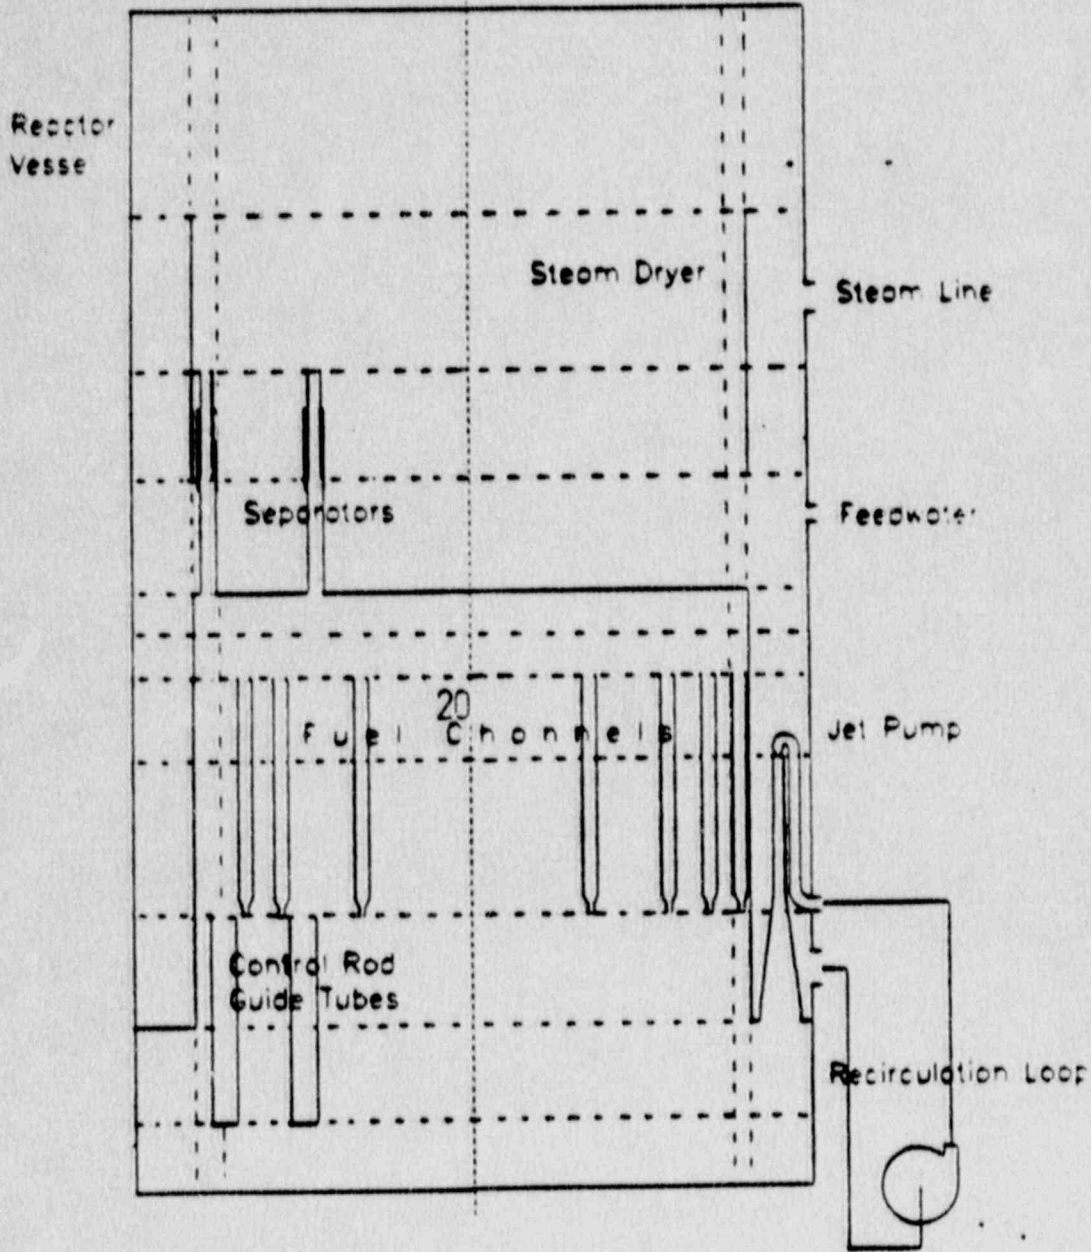 Reactor
Vesse
Steam Dryer
Steam Line
Separators
Feedwater
20
Fuel Channels
Jet Pump
Control Rod
Guide Tubes
Recirculation Loop